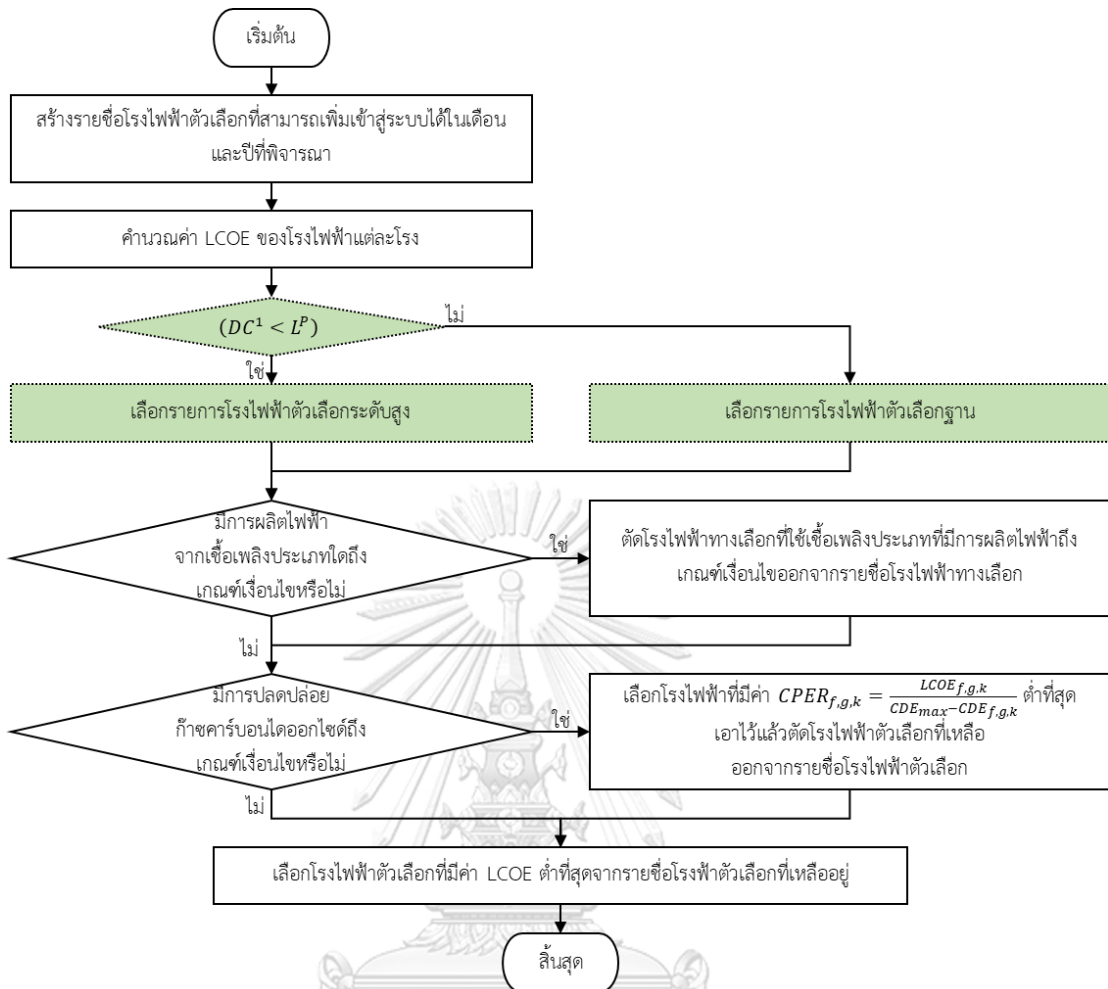 เริ่มต้น
สร้างรายชื่อโรงไฟฟ้าตัวเลือกที่สามารถเพิ่มเข้าสู่ระบบได้ในเดือน
และปีที่พิจารณา
คำนวณค่า LCOE ของโรงไฟฟ้าแต่ละโรง
(DC¹ < Lᴾ)
ไม่
ใช่
เลือกรายการโรงไฟฟ้าตัวเลือกระดับสูง
เลือกรายการโรงไฟฟ้าตัวเลือกฐาน
มีการผลิตไฟฟ้า
จากเชื้อเพลิงประเภทใดถึง
เกณฑ์เงื่อนไขหรือไม่
ใช่
ตัดโรงไฟฟ้าทางเลือกที่ใช้เชื้อเพลิงประเภทที่มีการผลิตไฟฟ้าถึง
เกณฑ์เงื่อนไขออกจากรายชื่อโรงไฟฟ้าทางเลือก
ไม่
มีการปลดปล่อย
ก๊าซคาร์บอนไดออกไซด์ถึง
เกณฑ์เงื่อนไขหรือไม่
ใช่
เลือกโรงไฟฟ้าที่มีค่า CPER_{f,g,k} = \frac{LCOE_{f,g,k}}{CDE_{max}-CDE_{f,g,k}} ต่ำที่สุด
เอาไว้แล้วตัดโรงไฟฟ้าตัวเลือกที่เหลือ
ออกจากรายชื่อโรงไฟฟ้าตัวเลือก
ไม่
เลือกโรงไฟฟ้าตัวเลือกที่มีค่า LCOE ต่ำที่สุดจากรายชื่อโรงฟ้าตัวเลือกที่เหลืออยู่
สิ้นสุด